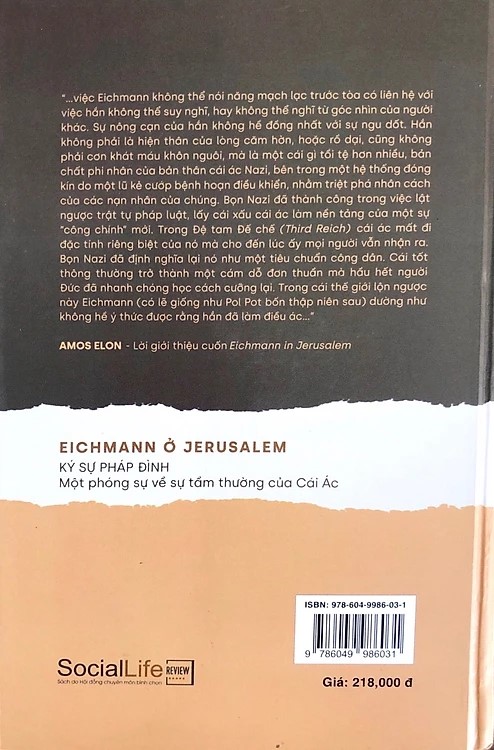 “...việc Eichmann không thể nói năng mạch lạc trước tòa có liên hệ với
việc hắn không thể suy nghĩ, hay không thể nghĩ từ góc nhìn của người
khác. Sự nông cạn của hắn không hề đồng nhất với sự ngu dốt. Hắn
không phải là hiện thân của lòng căm hờn, hoặc rồ dại, cũng không
phải cơn khát máu khôn nguôi, mà là một cái gì tồi tệ hơn nhiều, bản
chất phi nhân của bản thân cái ác Nazi, bên trong một hệ thống đóng
kín do một lũ kẻ cướp bệnh hoạn điều khiển, nhằm triệt phá nhân cách
của các nạn nhân của chúng. Bọn Nazi đã thành công trong việc lật
ngược trật tự pháp luật, lấy cái xấu cái ác làm nền tảng của một sự
“công chính” mới. Trong Đệ tam Đế chế (Third Reich) cái ác mất đi
đặc tính riêng biệt của nó mà cho đến lúc ấy mọi người vẫn nhận ra.
Bọn Nazi đã định nghĩa lại nó như một tiêu chuẩn công dân. Cái tốt
thông thường trở thành một cám dỗ đơn thuần mà hầu hết người
Đức đã nhanh chóng học cách cưỡng lại. Trong cái thế giới lộn ngược
này Eichmann (có lẽ giống như Pol Pot bốn thập niên sau) dường như
không hề ý thức được rằng hắn đã làm điều ác...”
AMOS ELON - Lời giới thiệu cuốn Eichmann in Jerusalem
EICHMANN Ở JERUSALEM
KÝ SỰ PHÁP ĐÌNH
Một phóng sự về sự tầm thường của Cái Ác
ISBN: 978-604-9986-03-1
9 786049 986031
Giá: 218,000 đ
SocialLife REVIEW
Sách do Hội đồng chuyên môn bình chọn